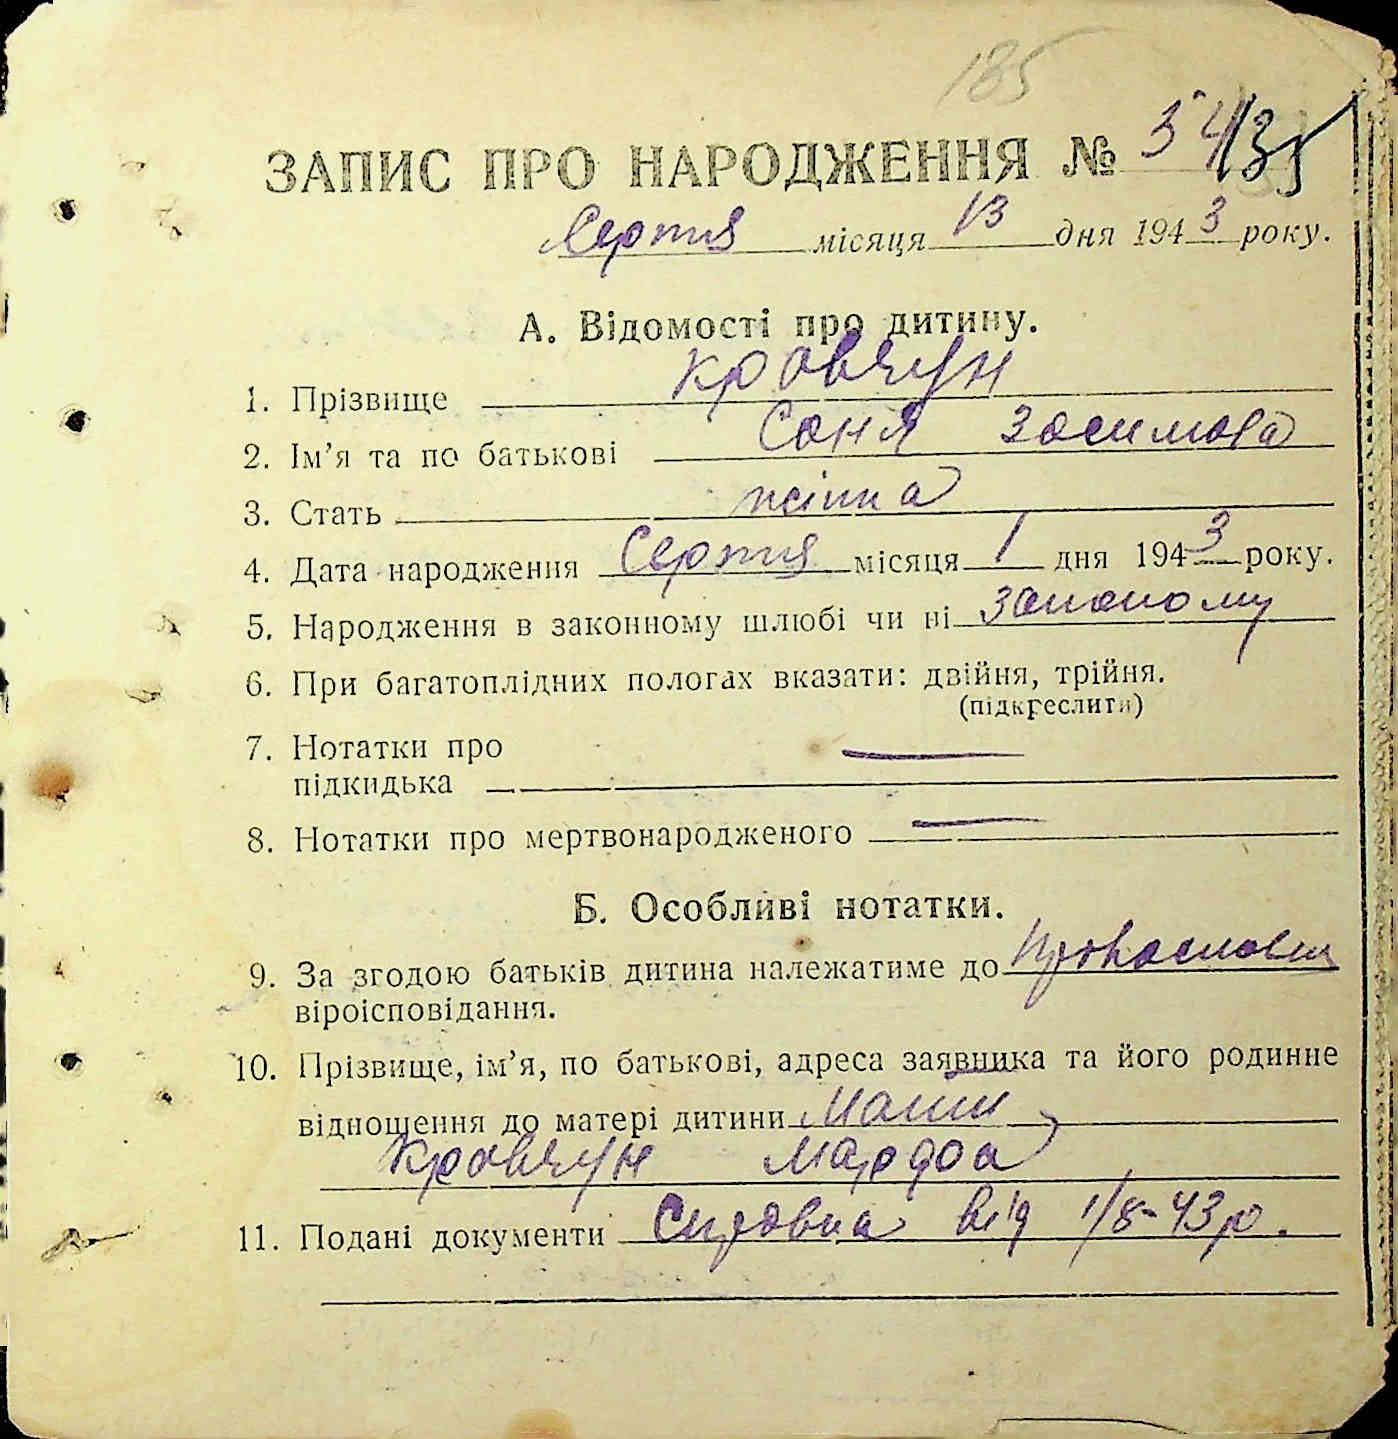 185
ЗАПИС ПРО НАРОДЖЕННЯ № 34/35
Серпня місяця 13 дня 1943 року.
А. Відомості про дитину.
1. Прізвище Кровчун
2. Ім'я та по батькові Соня Зосимова
3. Стать жінка
4. Дата народження Серпня місяця 1 дня 1943 року.
5. Народження в законному шлюбі чи ні законому
6. При багатоплідних пологах вказати: двійня, трійня.
(підкреслити)
7. Нотатки про
підкидька —
8. Нотатки про мертвонародженого —
Б. Особливі нотатки.
9. За згодою батьків дитина належатиме до
віроісповідання.
10. Прізвище, ім'я, по батькові, адреса заявника та його родинне
відношення до матері дитини Мати
Кровчун
11. Подані документи від 1/8-43р.